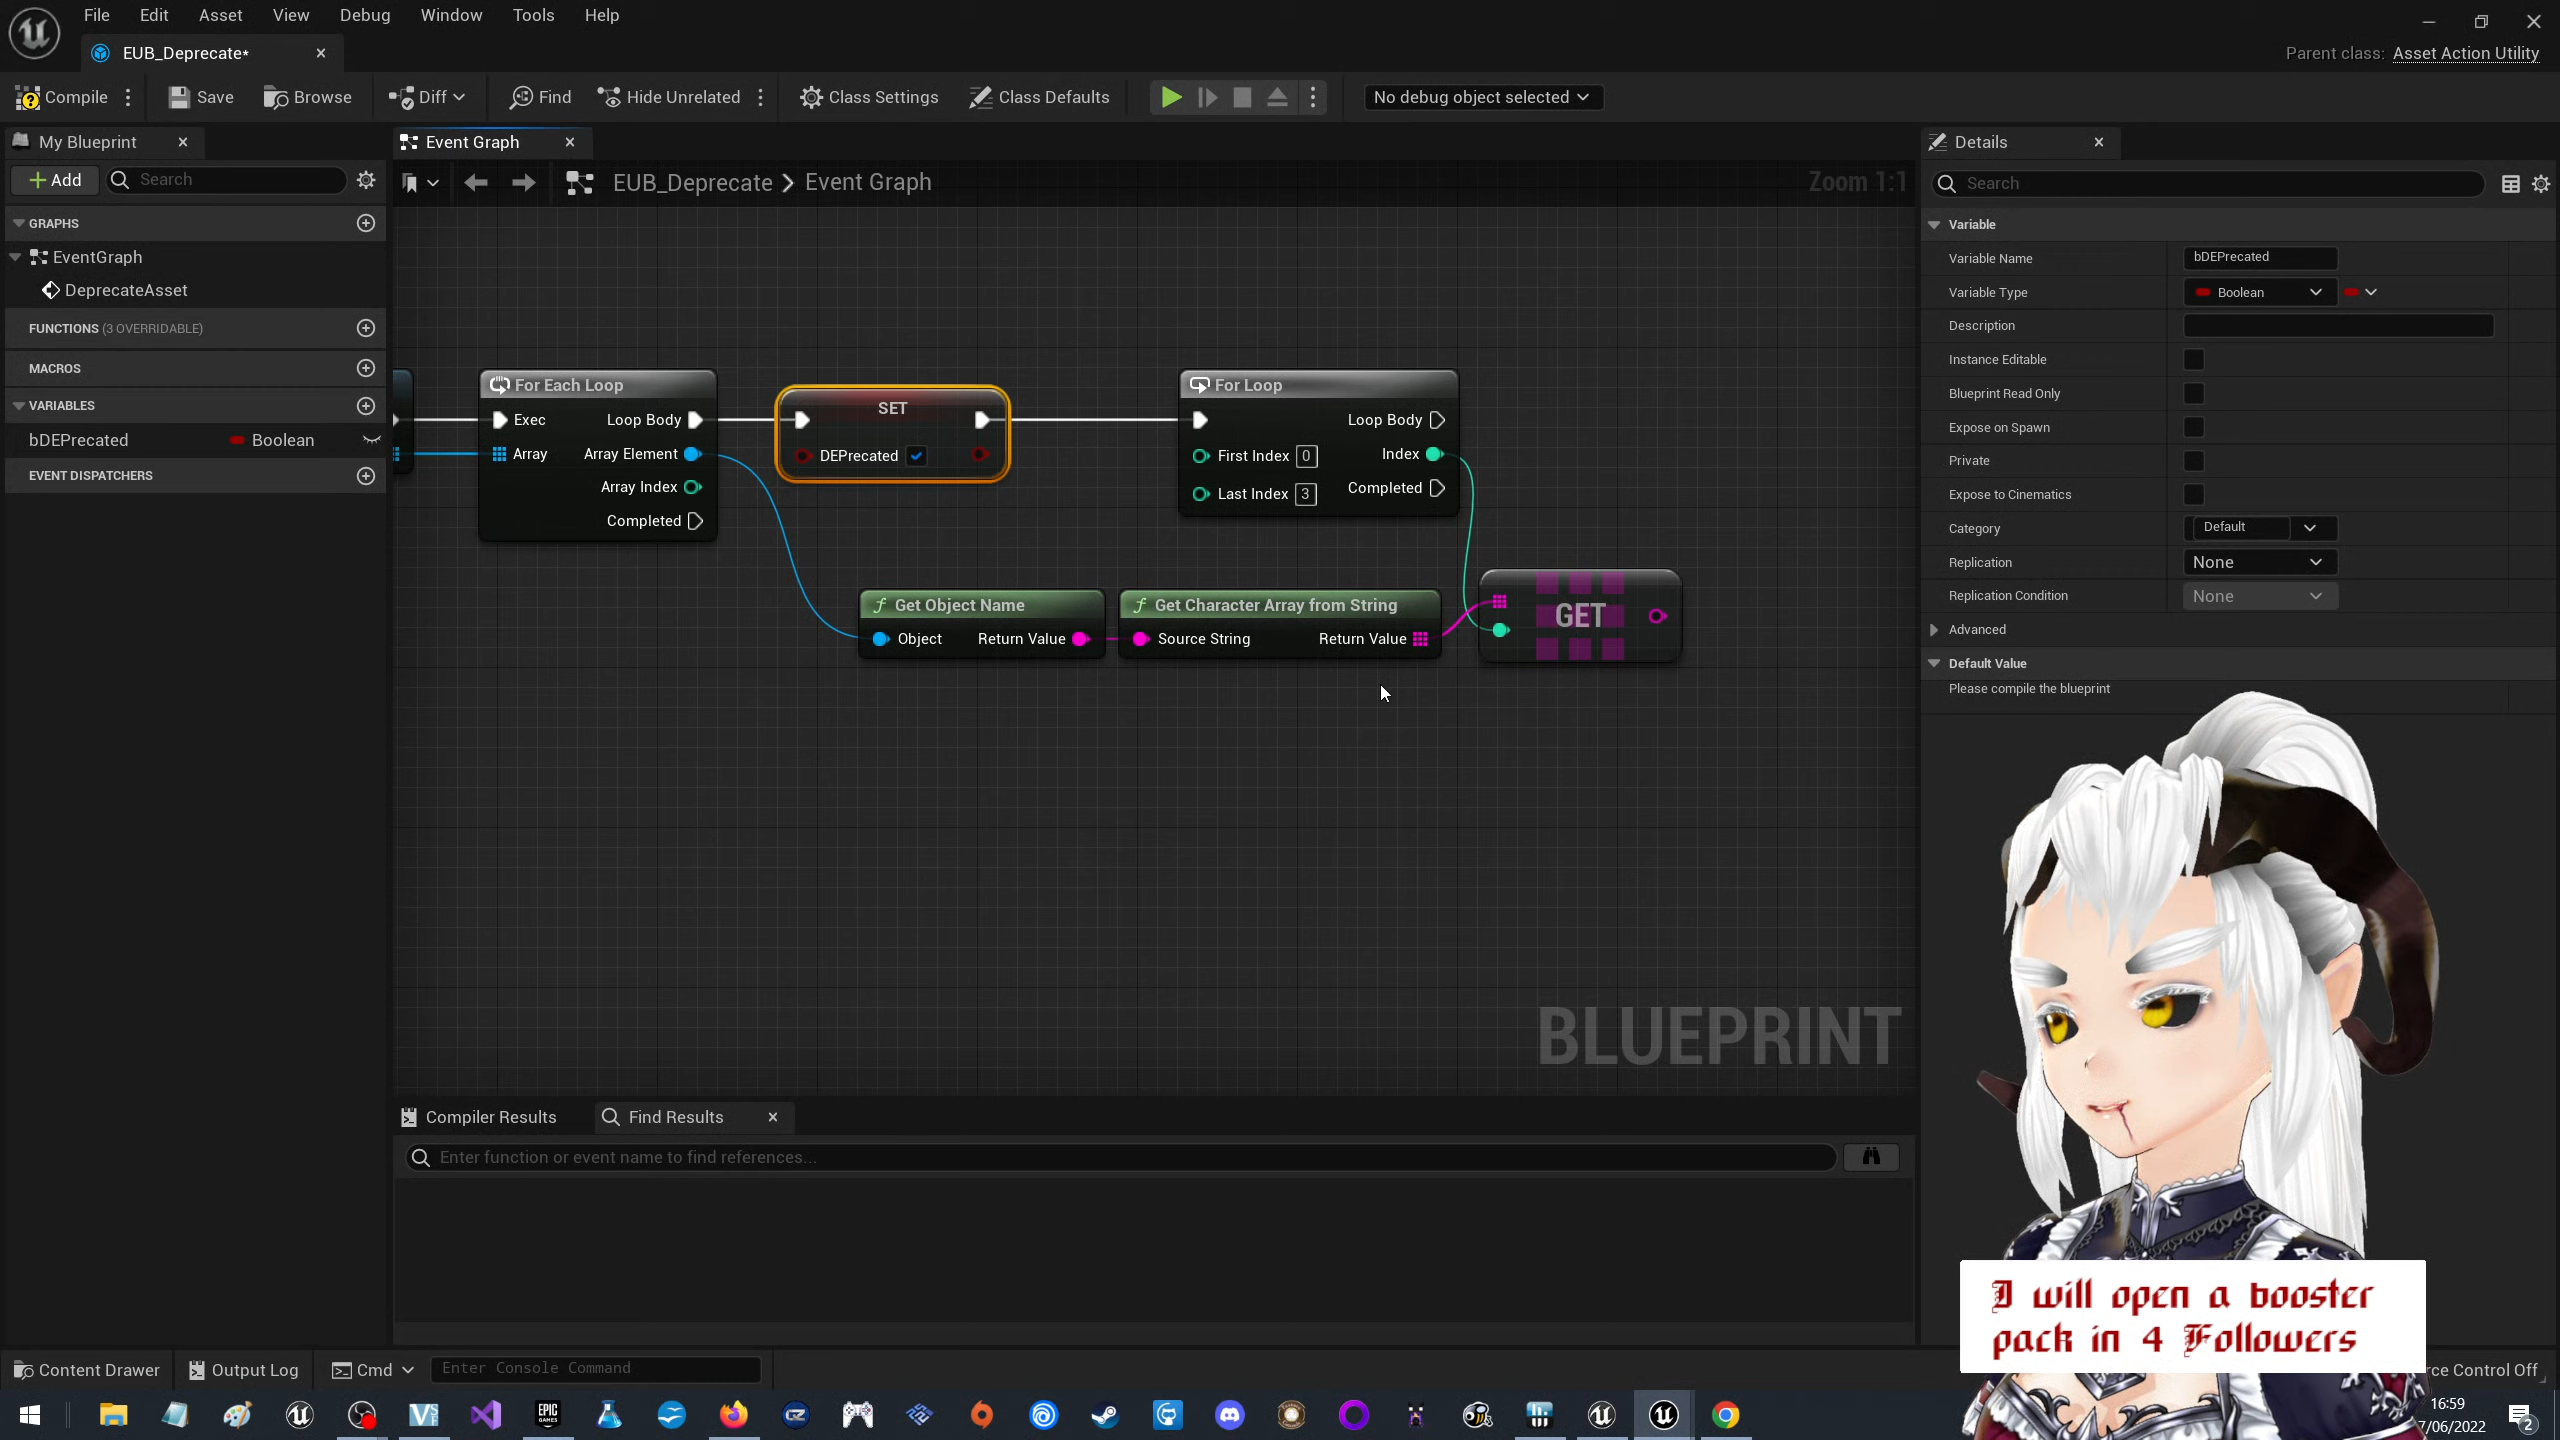 File Edit Asset View Debug Window Tools Help
EUB_Deprecate*
Parent class: Asset Action Utility
Compile Save Browse Diff Find Hide Unrelated Class Settings Class Defaults No debug object selected
My Blueprint
Event Graph
Details
Add Search
EUB_Deprecate > Event Graph
Zoom 1:1
Search
GRAPHS
EventGraph
DeprecateAsset
FUNCTIONS (3 OVERRIDABLE)
MACROS
VARIABLES
bDEPrecated Boolean
EVENT DISPATCHERS
For Each Loop
Exec Loop Body
Array Array Element
Array Index
Completed
SET
DEPrecated
For Loop
Loop Body
First Index 0 Index
Last Index 3 Completed
Get Object Name
Object Return Value
Get Character Array from String
Source String Return Value
GET
BLUEPRINT
Variable
Variable Name bDEPrecated
Variable Type Boolean
Description
Instance Editable
Blueprint Read Only
Expose on Spawn
Private
Expose to Cinematics
Category Default
Replication None
Replication Condition None
Advanced
Default Value
Please compile the blueprint
Compiler Results Find Results
Enter function or event name to find references...
I will open a booster
pack in 4 Followers
Content Drawer Output Log Cmd Enter Console Command
rce Control Off
EPIC
GAMES
16:59
7/06/2022
2